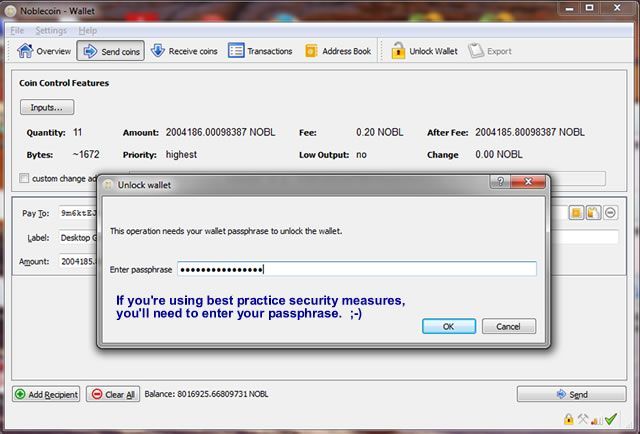 Noblecoin - Wallet
File Settings Help
Overview Send coins Receive coins Transactions Address Book Unlock Wallet Export
Coin Control Features
Inputs...
Quantity: 11 Amount: 2004186.00098387 NOBL Fee: 0.20 NOBL After Fee: 2004185.80098387 NOBL
Bytes: ~1672 Priority: highest Low Output: no Change 0.00 NOBL
custom change ad
Unlock wallet
Pay To: 9m6ktEJ
This operation needs your wallet passphrase to unlock the wallet.
Label: Desktop G
Amount: 2004185.8
Enter passphrase ●●●●●●●●●●●●●●●●
If you're using best practice security measures,
you'll need to enter your passphrase. ;-)
OK Cancel
Add Recipient Clear All Balance: 8016925.66809731 NOBL Send